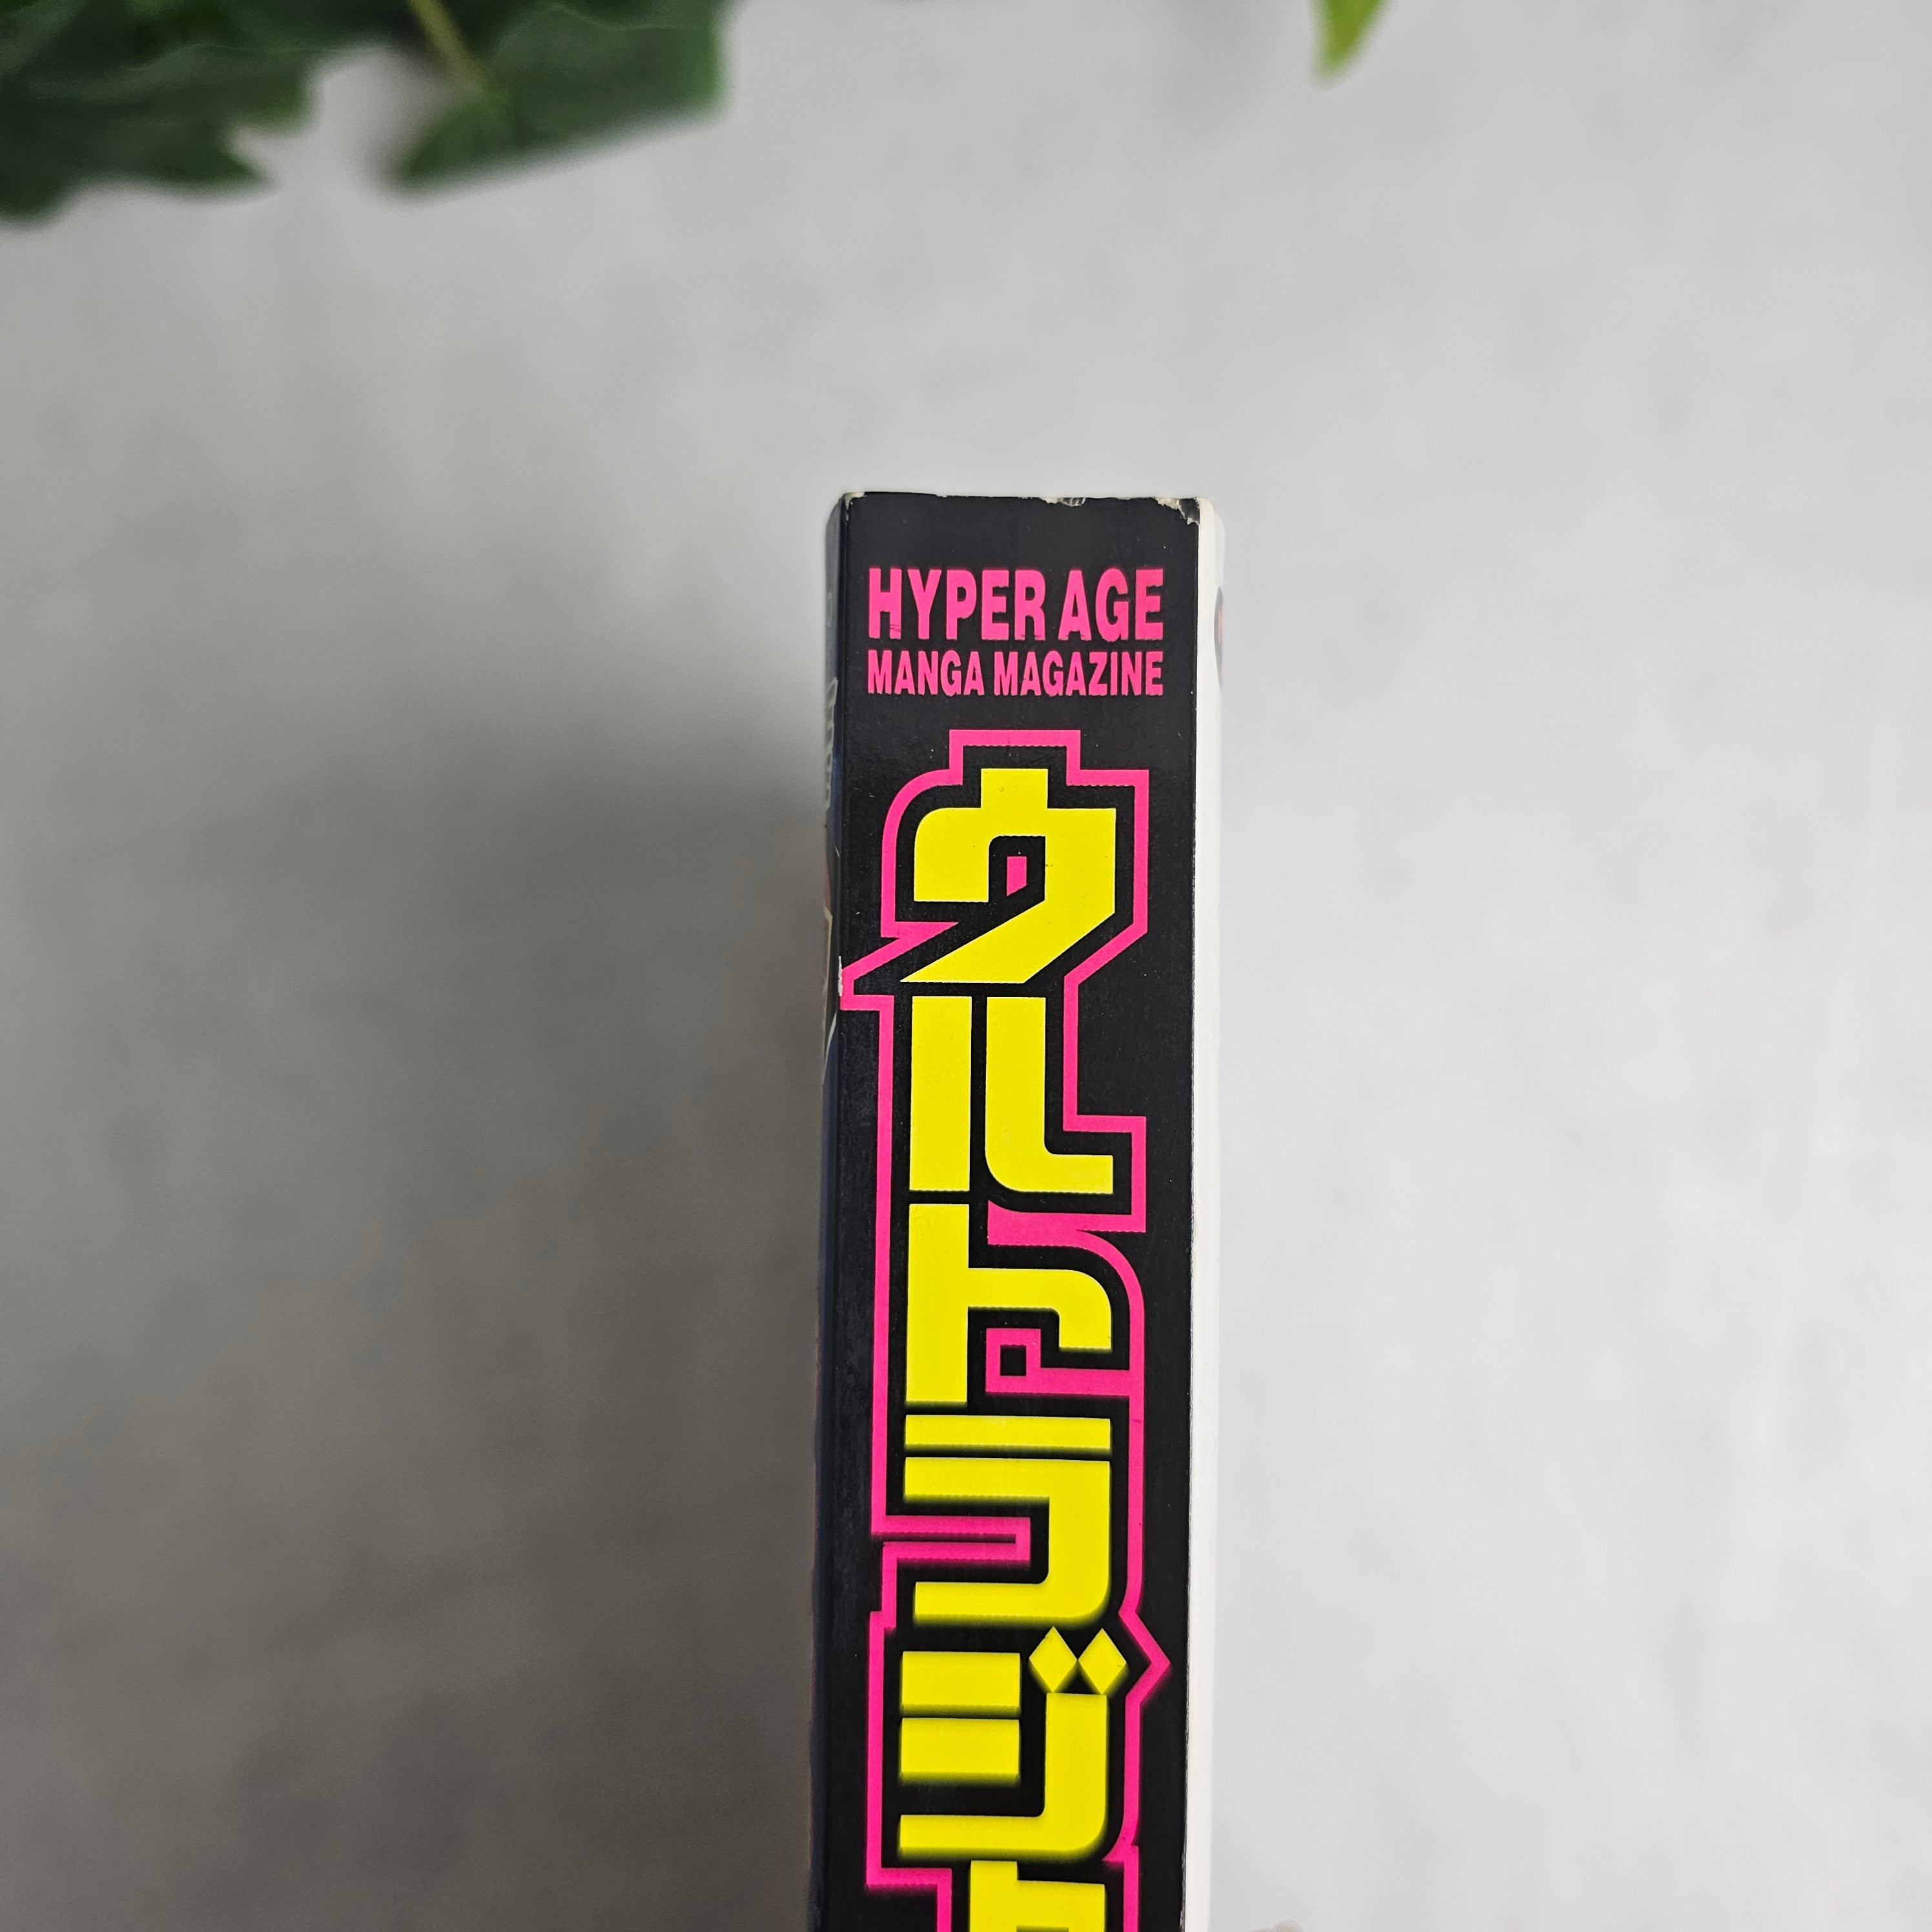 HYPER AGE
MANGA MAGAZINE
ウルトラジ